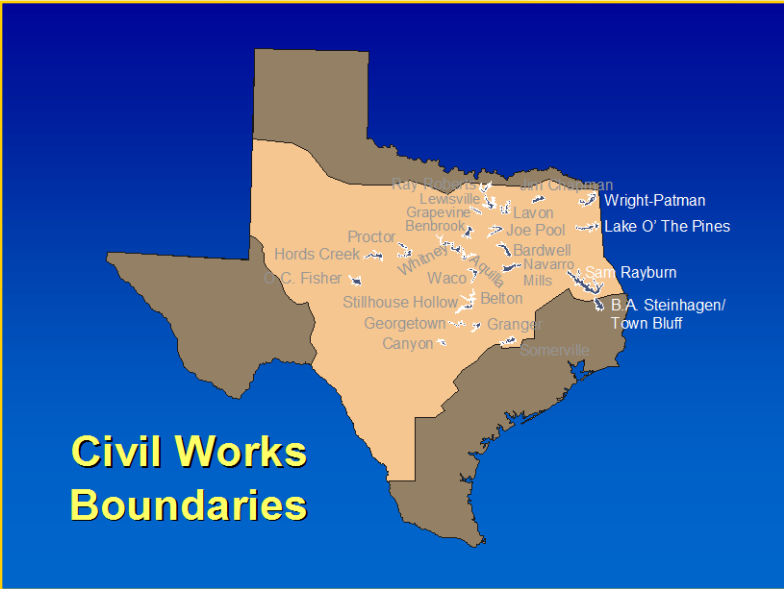 Ray Roberts
Jim Chapman
Lewisville
Wright-Patman
Grapevine
Lavon
Benbrook
Joe Pool
Lake O' The Pines
Proctor
Whitney
Bardwell
Hords Creek
Aquilla
Navarro
Mills
O.C. Fisher
Waco
Sam Rayburn
Stillhouse Hollow
Belton
B.A. Steinhagen/
Town Bluff
Georgetown
Granger
Canyon
Somerville
Civil Works
Boundaries